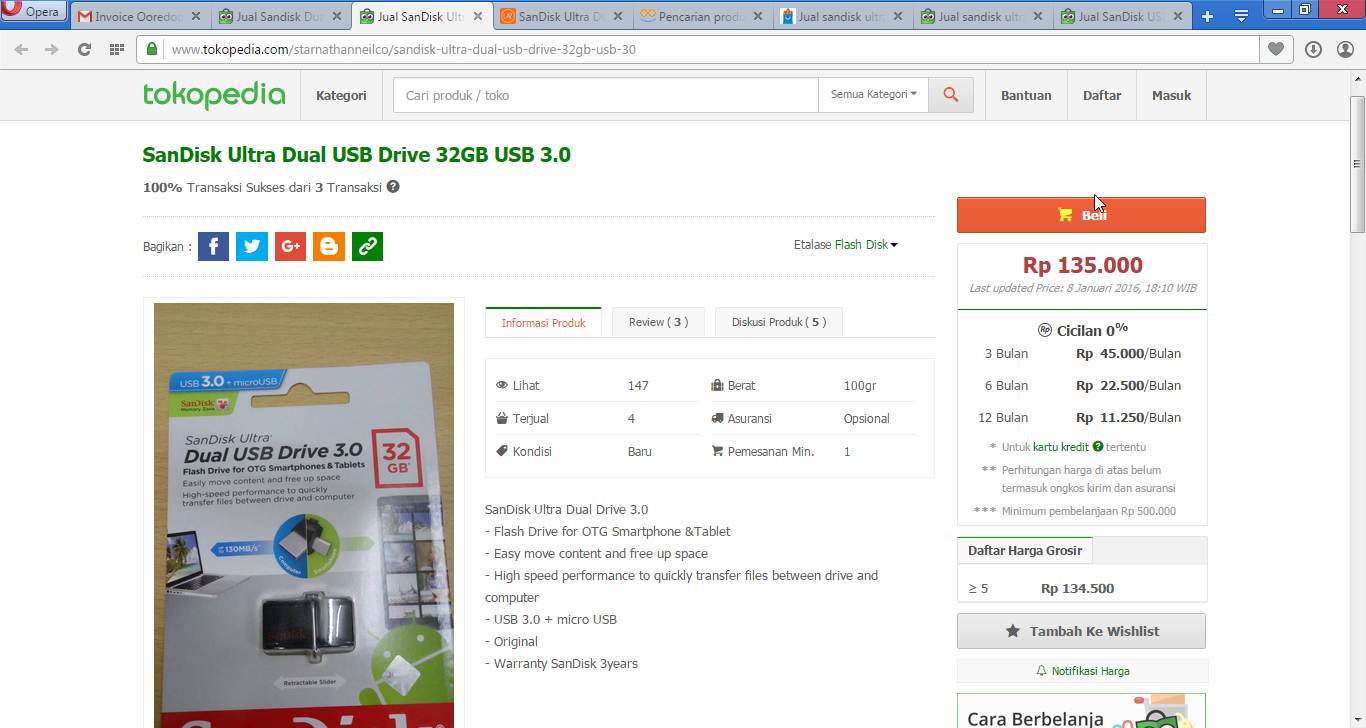 Opera
Invoice Ooredoo
Jual Sandisk Dua
Jual SanDisk Ultr
SanDisk Ultra D
Pencarian produ
Jual sandisk ultra
Jual sandisk ultra
Jual SanDisk USB
www.tokopedia.com/starnathanneilco/sandisk-ultra-dual-usb-drive-32gb-usb-30
tokopedia
Kategori
Cari produk / toko
Semua Kategori
Bantuan
Daftar
Masuk
SanDisk Ultra Dual USB Drive 32GB USB 3.0
100% Transaksi Sukses dari 3 Transaksi ?
Bagikan :
Etalase Flash Disk
Beli
Rp 135.000
Last updated Price: 8 Januari 2016, 18:10 WIB
Rp Cicilan 0%
3 Bulan Rp 45.000/Bulan
6 Bulan Rp 22.500/Bulan
12 Bulan Rp 11.250/Bulan
* Untuk kartu kredit ? tertentu
** Perhitungan harga di atas belum
termasuk ongkos kirim dan asuransi
*** Minimum pembelanjaan Rp 500.000
Daftar Harga Grosir
≥ 5 Rp 134.500
Tambah Ke Wishlist
Notifikasi Harga
Cara Berbelanja
Informasi Produk
Review ( 3 )
Diskusi Produk ( 5 )
Lihat 147 Berat 100gr
Terjual 4 Asuransi Opsional
Kondisi Baru Pemesanan Min. 1
SanDisk Ultra Dual Drive 3.0
- Flash Drive for OTG Smartphone &Tablet
- Easy move content and free up space
- High speed performance to quickly transfer files between drive and
computer
- USB 3.0 + micro USB
- Original
- Warranty SanDisk 3years
USB 3.0 + microUSB
SanDisk
Memory Zone
SanDisk Ultra
Dual USB Drive 3.0
Flash Drive for OTG Smartphones & Tablets
Easily move content and free up space
High-speed performance to quickly
transfer files between drive and computer
32
GB
130MB/s
Computer
SanDisk
Retractable Slider
SanDisk